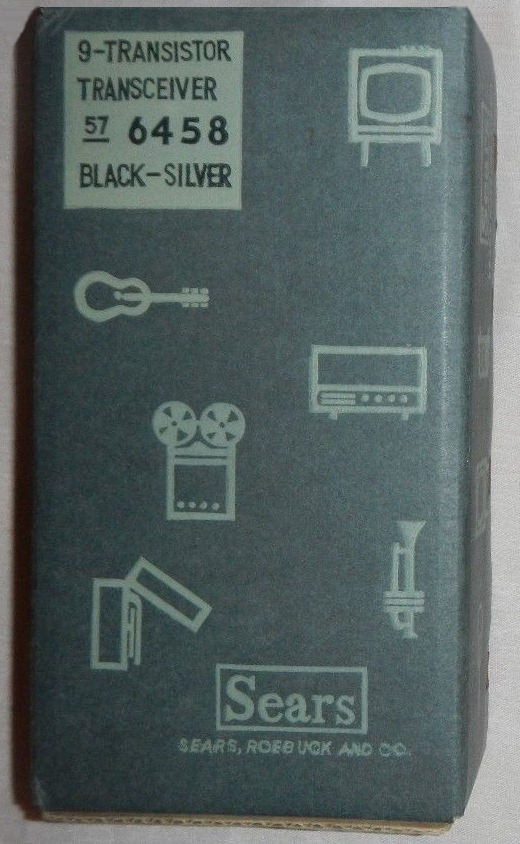 9-TRANSISTOR
TRANSCEIVER
57 6458
BLACK-SILVER
Sears
SEARS, ROEBUCK AND CO.